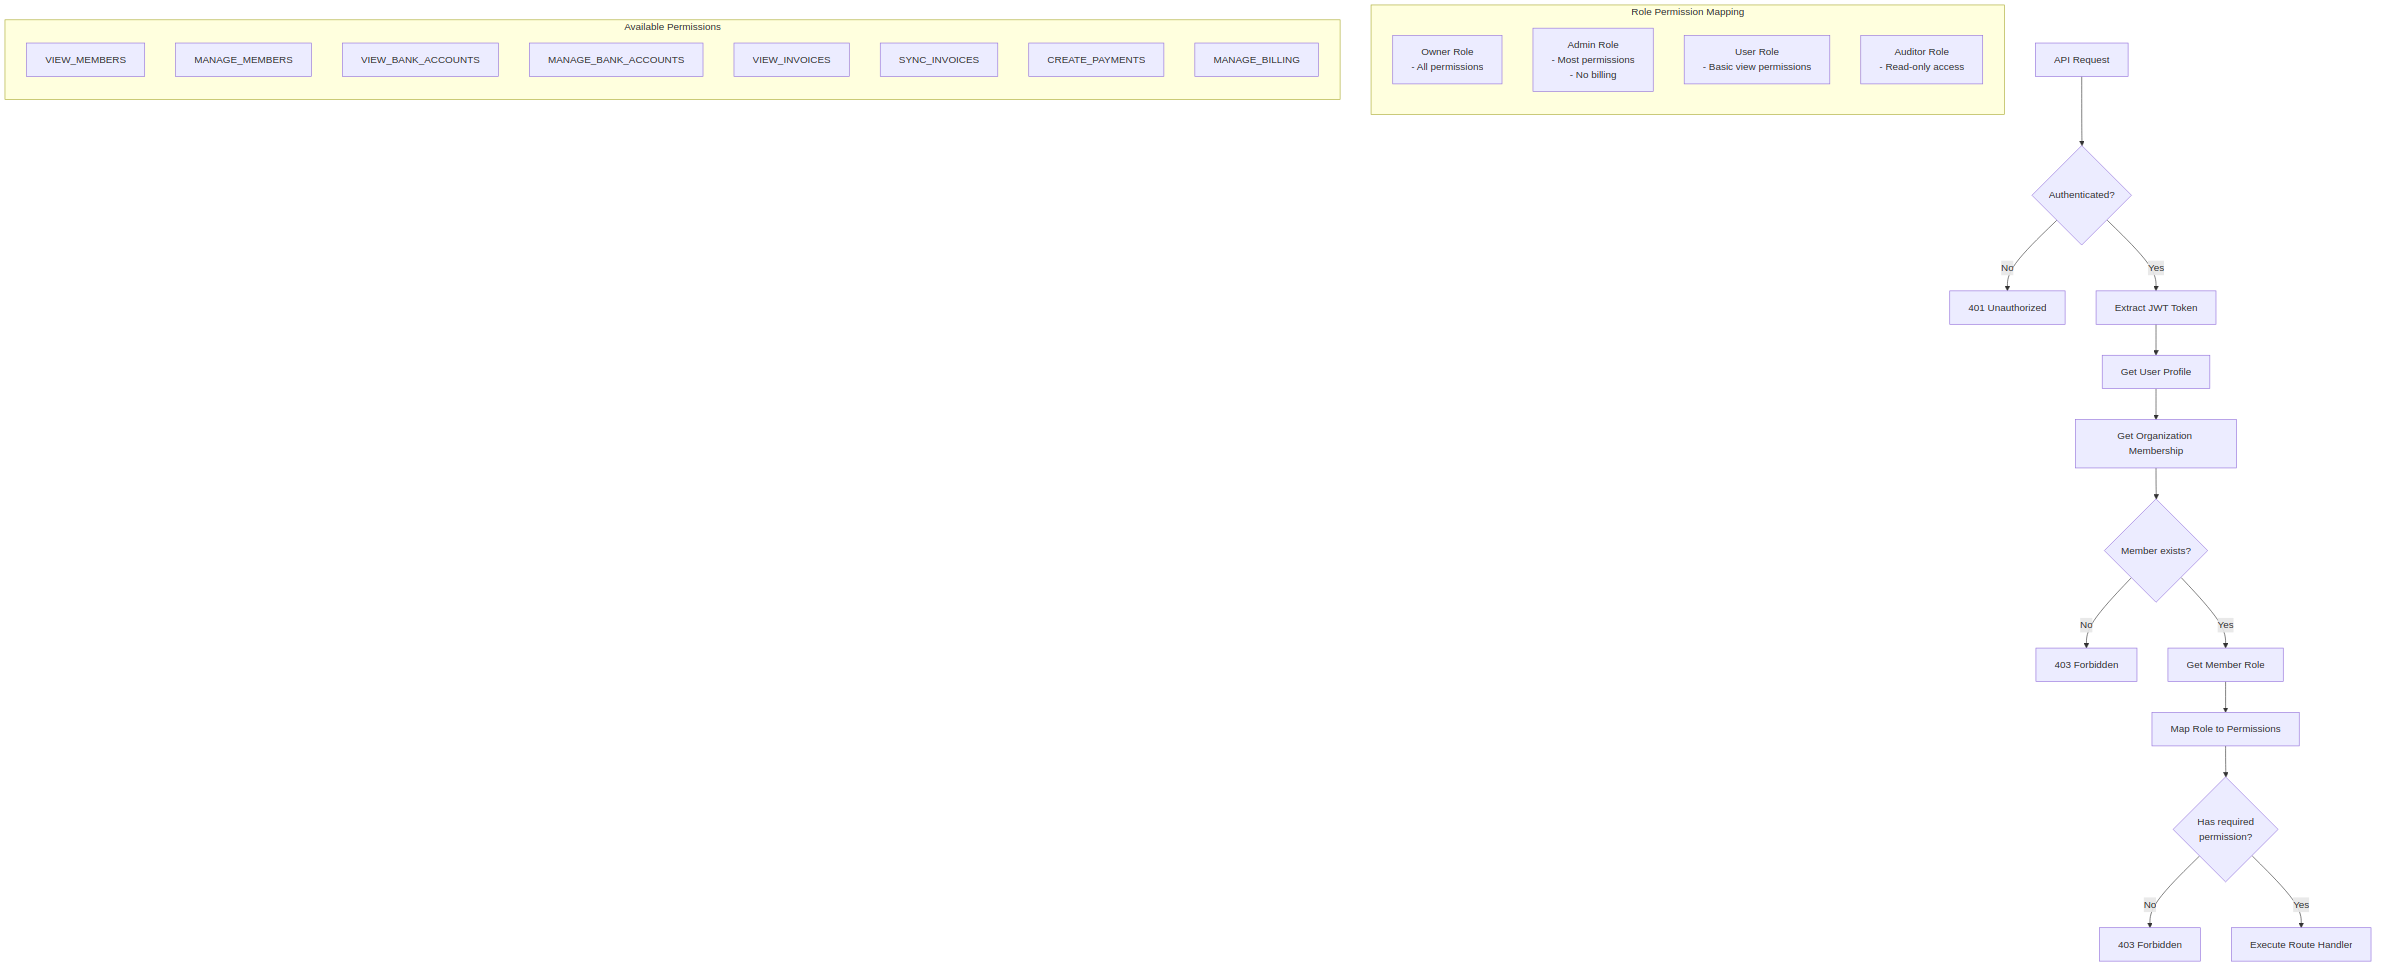 Available Permissions
VIEW_MEMBERS
MANAGE_MEMBERS
VIEW_BANK_ACCOUNTS
MANAGE_BANK_ACCOUNTS
VIEW_INVOICES
SYNC_INVOICES
CREATE_PAYMENTS
MANAGE_BILLING
Role Permission Mapping
Owner Role
- All permissions
Admin Role
- Most permissions
- No billing
User Role
- Basic view permissions
Auditor Role
- Read-only access
API Request
Authenticated?
No
Yes
401 Unauthorized
Extract JWT Token
Get User Profile
Get Organization
Membership
Member exists?
No
Yes
403 Forbidden
Get Member Role
Map Role to Permissions
Has required
permission?
No
Yes
403 Forbidden
Execute Route Handler